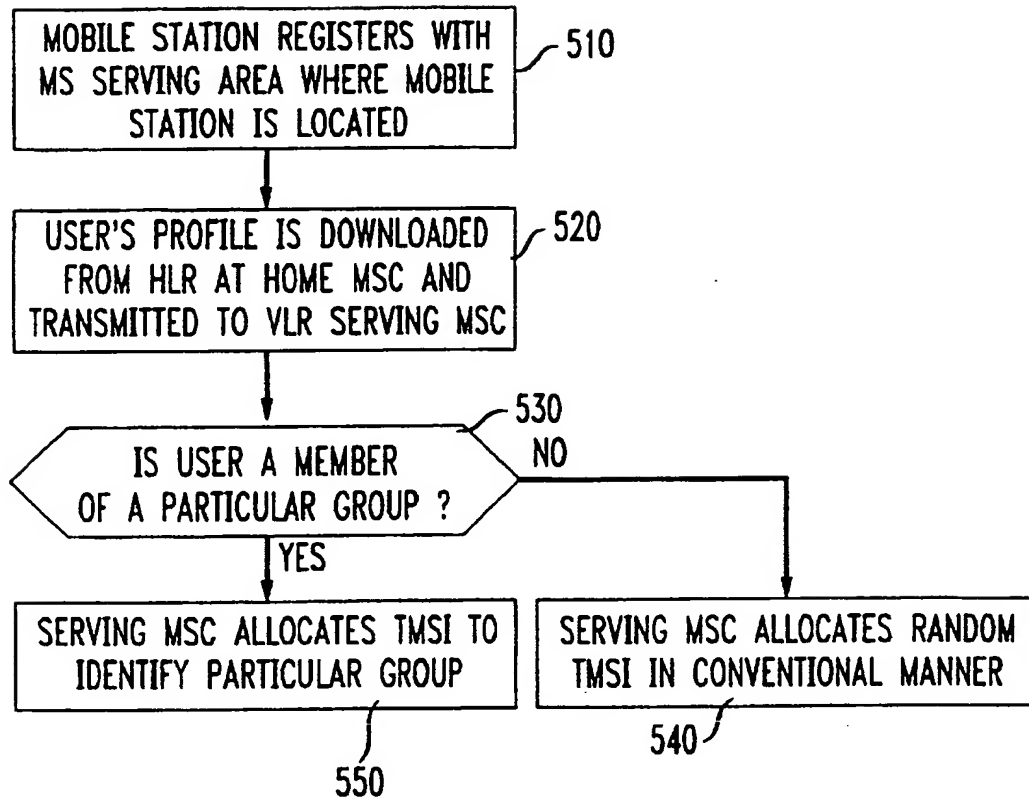 MOBILE STATION REGISTERS WITH
MS SERVING AREA WHERE MOBILE
STATION IS LOCATED
510
USER'S PROFILE IS DOWNLOADED
FROM HLR AT HOME MSC AND
TRANSMITTED TO VLR SERVING MSC
520
530
IS USER A MEMBER
OF A PARTICULAR GROUP ?
NO
YES
SERVING MSC ALLOCATES TMSI TO
IDENTIFY PARTICULAR GROUP
550
SERVING MSC ALLOCATES RANDOM
TMSI IN CONVENTIONAL MANNER
540